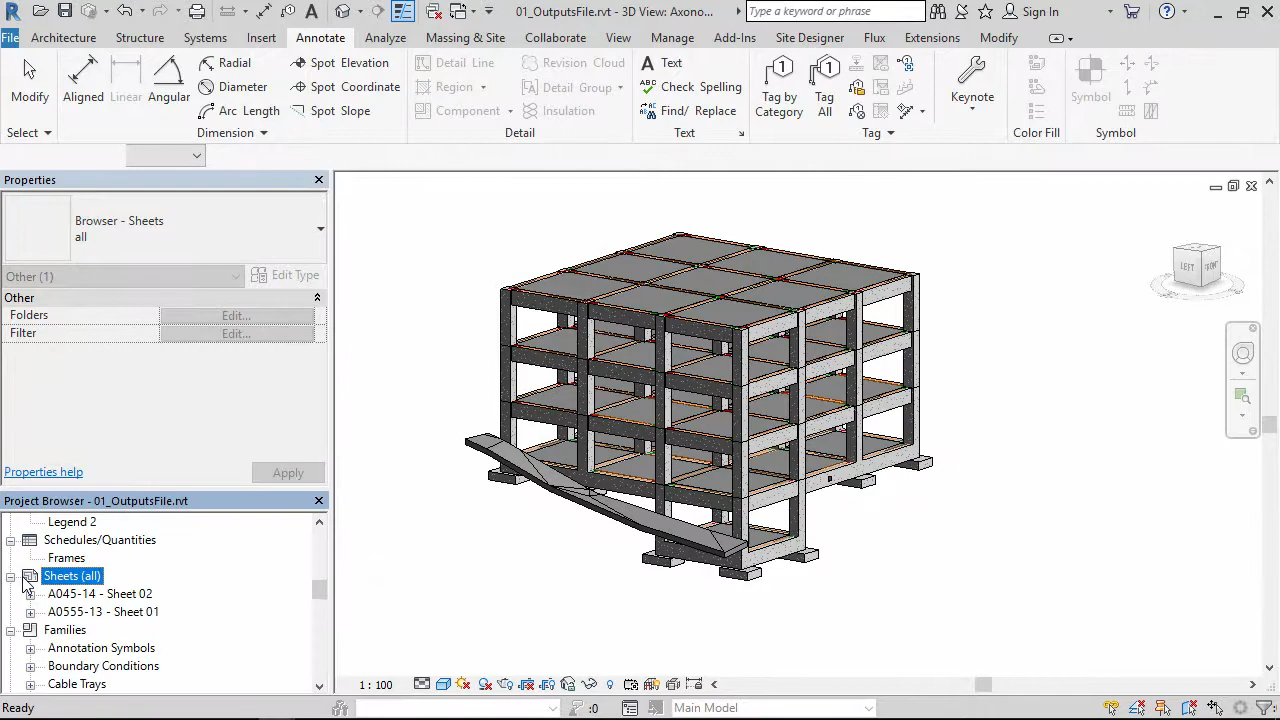 01_OutputsFile.rvt - 3D View: Axono...
Type a keyword or phrase
Sign In
File
Architecture
Structure
Systems
Insert
Annotate
Analyze
Massing & Site
Collaborate
View
Manage
Add-Ins
Site Designer
Flux
Extensions
Modify
Modify
Select
Aligned
Linear
Angular
Radial
Diameter
Arc Length
Spot Elevation
Spot Coordinate
Spot Slope
Dimension
Detail Line
Region
Component
Revision Cloud
Detail Group
Insulation
Detail
Text
Check Spelling
Find/ Replace
Text
Tag by
Category
Tag
All
Tag
Keynote
Color Fill
Symbol
Symbol
Properties
Browser - Sheets
all
Other (1)
Edit Type
Other
Folders
Edit...
Filter
Edit...
Properties help
Apply
Project Browser - 01_OutputsFile.rvt
Legend 2
Schedules/Quantities
Frames
Sheets (all)
A045-14 - Sheet 02
A0555-13 - Sheet 01
Families
Annotation Symbols
Boundary Conditions
Cable Trays
LEFT
FRONT
1 : 100
Ready
:0
Main Model